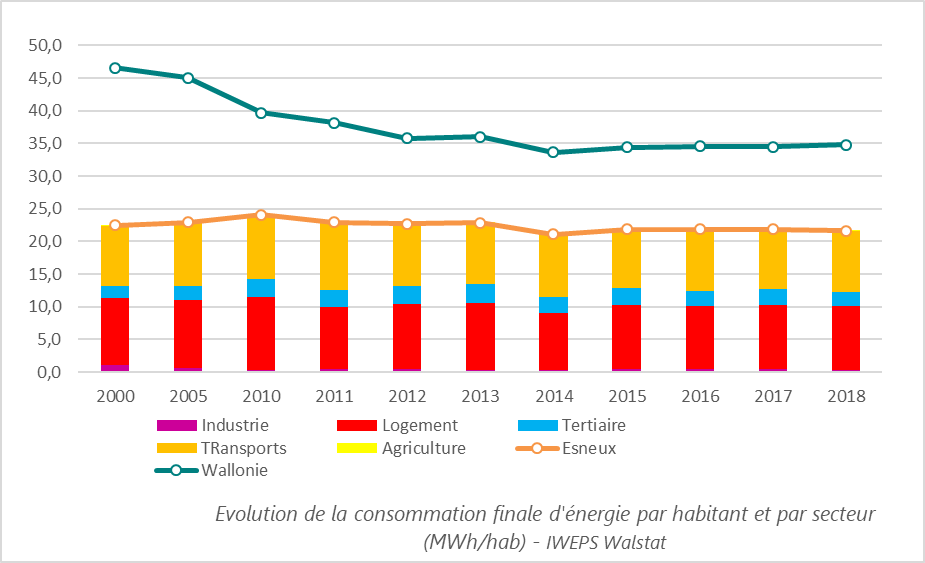 50,0
45,0
40,0
35,0
30,0
25,0
20,0
15,0
10,0
5,0
0,0
2000 2005 2010 2011 2012 2013 2014 2015 2016 2017 2018
Industrie Logement Tertiaire
TRansports Agriculture Esneux
Wallonie
Evolution de la consommation finale d'énergie par habitant et par secteur
(MWh/hab) - IWEPS Walstat